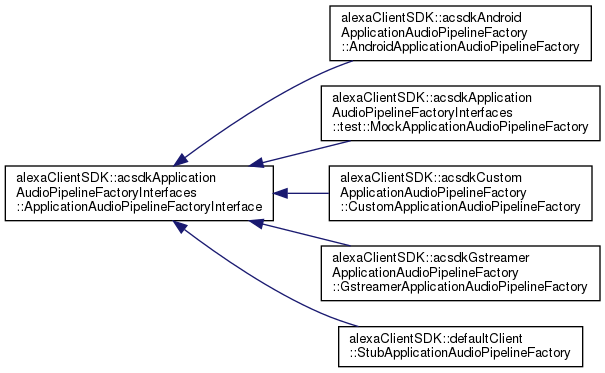 alexaClientSDK::acsdkAndroid
ApplicationAudioPipelineFactory
::AndroidApplicationAudioPipelineFactory
alexaClientSDK::acsdkApplication
AudioPipelineFactoryInterfaces
::test::MockApplicationAudioPipelineFactory
alexaClientSDK::acsdkApplication
AudioPipelineFactoryInterfaces
::ApplicationAudioPipelineFactoryInterface
alexaClientSDK::acsdkCustom
ApplicationAudioPipelineFactory
::CustomApplicationAudioPipelineFactory
alexaClientSDK::acsdkGstreamer
ApplicationAudioPipelineFactory
::GstreamerApplicationAudioPipelineFactory
alexaClientSDK::defaultClient
::StubApplicationAudioPipelineFactory